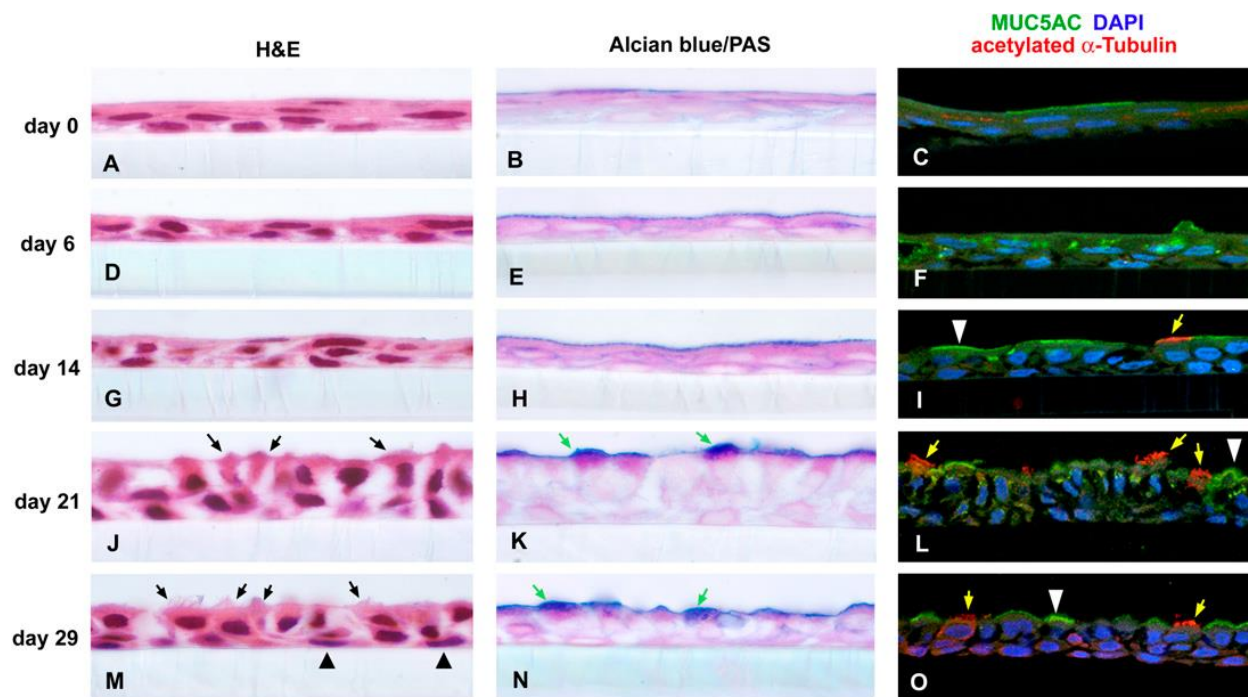 H&E
Alcian blue/PAS
MUC5AC DAPI
acetylated α-Tubulin
day 0
A
B
C
day 6
D
E
F
day 14
G
H
I
day 21
J
K
L
day 29
M
N
O